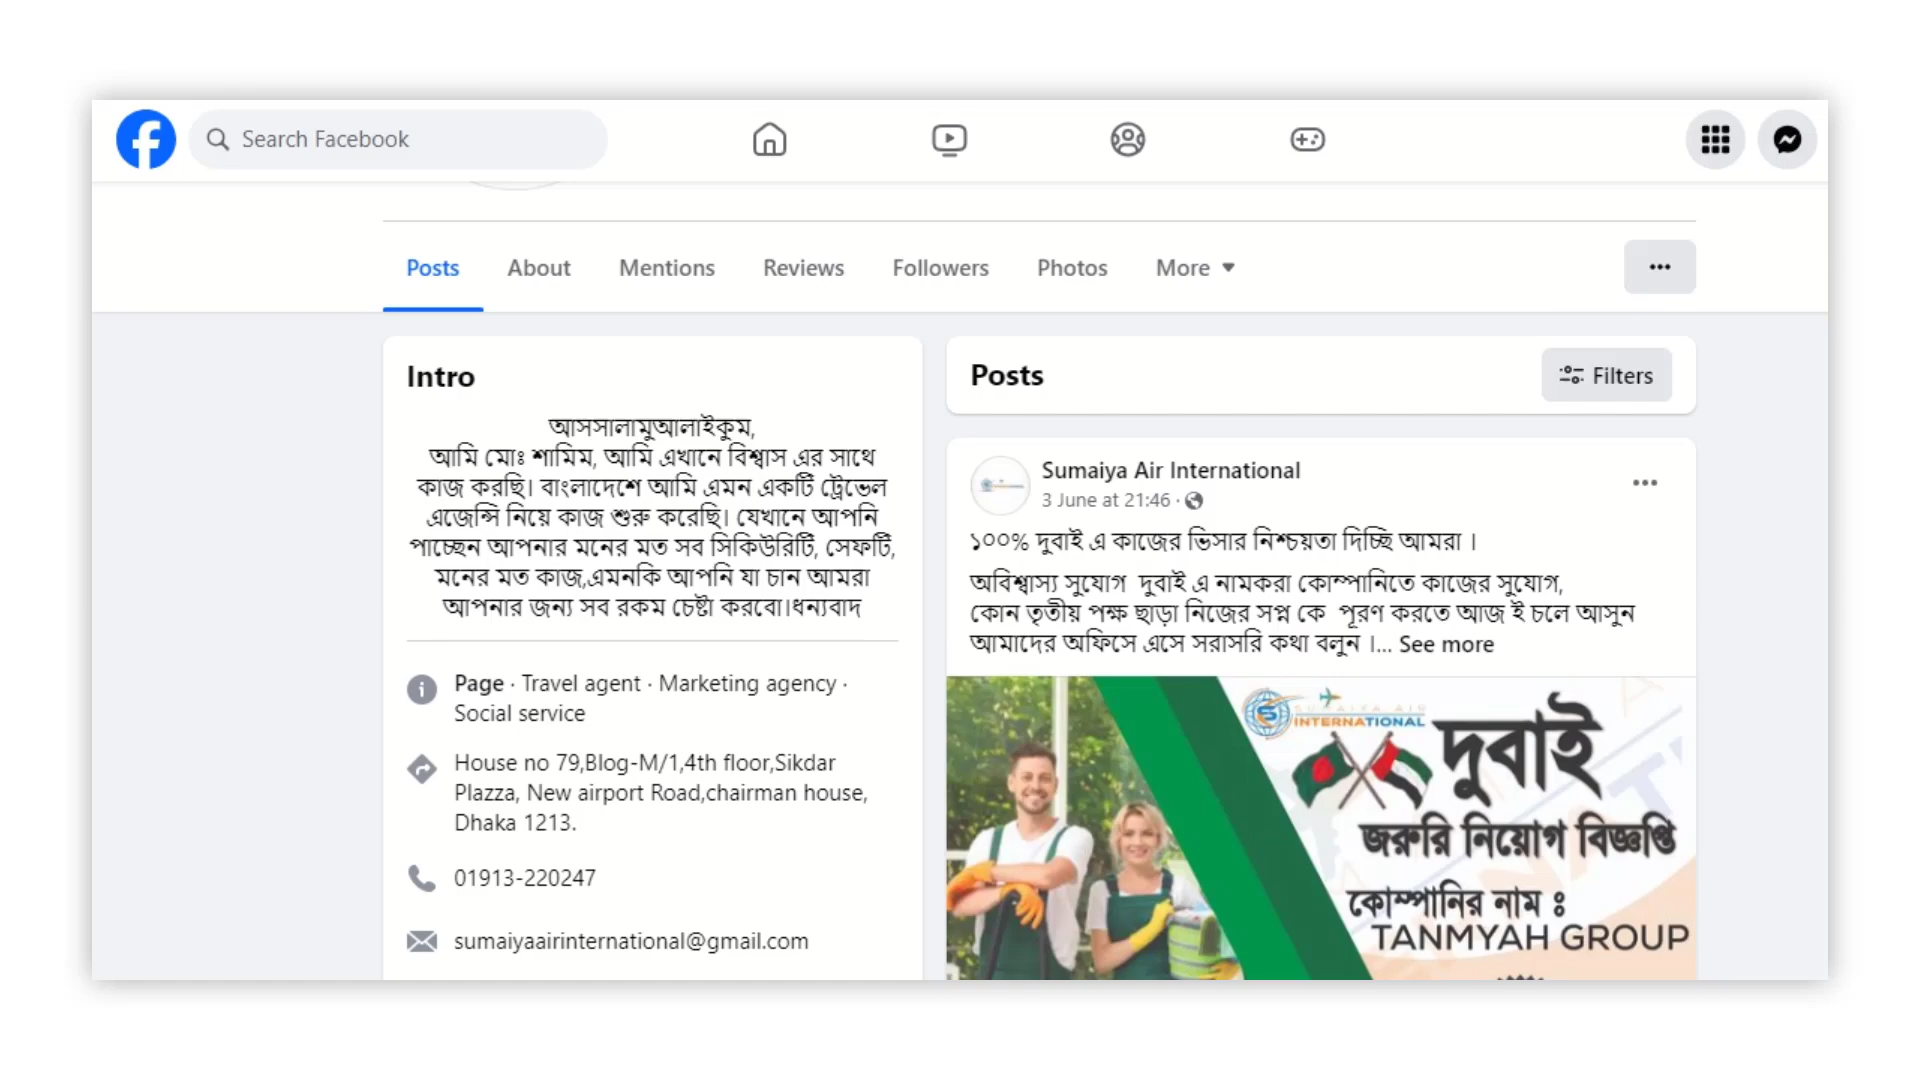 Search Facebook
Posts
About
Mentions
Reviews
Followers
Photos
More
Intro
আসসালামুআলাইকুম,
আমি মোঃ শামিম, আমি এখানে বিশ্বাস এর সাথে
কাজ করছি। বাংলাদেশে আমি এমন একটি ট্রেভেল
এজেন্সি নিয়ে কাজ শুরু করেছি। যেখানে আপনি
পাচ্ছেন আপনার মনের মত সব সিকিউরিটি, সেফটি,
মনের মত কাজ,এমনকি আপনি যা চান আমরা
আপনার জন্য সব রকম চেষ্টা করবো।ধন্যবাদ
Page · Travel agent · Marketing agency ·
Social service
House no 79,Blog-M/1,4th floor,Sikdar
Plazza, New airport Road,chairman house,
Dhaka 1213.
01913-220247
sumaiyaairinternational@gmail.com
Posts
Filters
Sumaiya Air International
3 June at 21:46 ·
১০০% দুবাই এ কাজের ভিসার নিশ্চয়তা দিচ্ছি আমরা ।
অবিশ্বাস্য সুযোগ দুবাই এ নামকরা কোম্পানিতে কাজের সুযোগ,
কোন তৃতীয় পক্ষ ছাড়া নিজের সপ্ন কে পূরণ করতে আজ ই চলে আসুন
আমাদের অফিসে এসে সরাসরি কথা বলুন ।... See more
SUMAIYA AIR
INTERNATIONAL
দুবাই
জরুরি নিয়োগ বিজ্ঞপ্তি
কোম্পানির নাম ঃ
TANMYAH GROUP